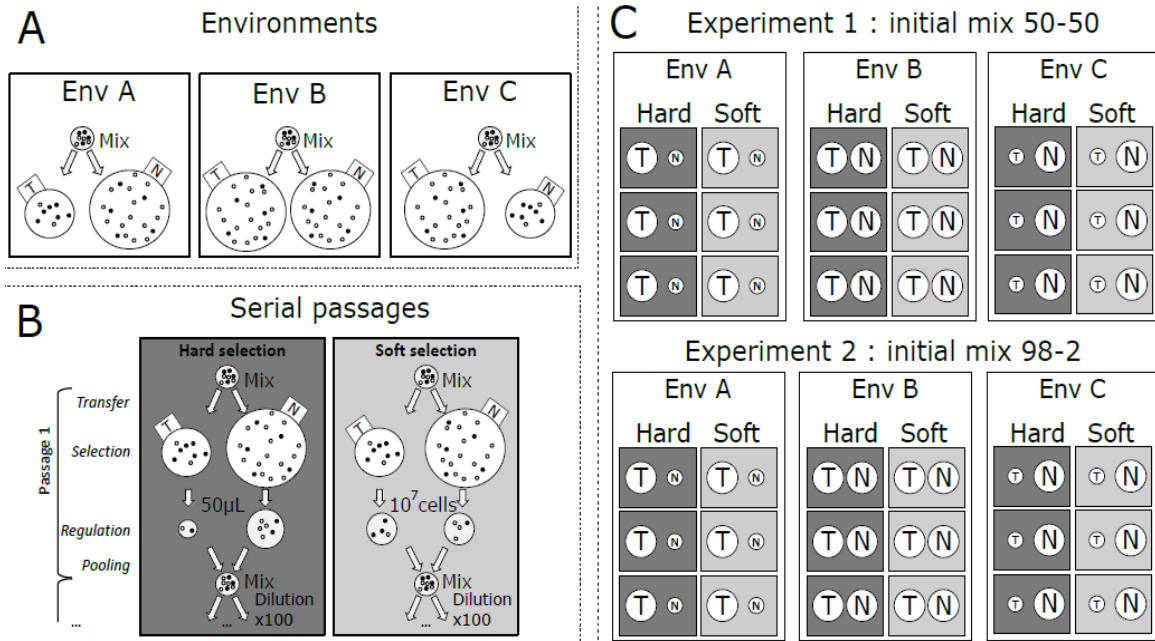 A
Environments
Env A
Mix
T
N
Env B
Mix
T
N
Env C
Mix
T
N
B
Serial passages
Passage 1
Transfer
Selection
Regulation
Pooling
...
Hard selection
Mix
T
N
50µL
Mix
Dilution
... x100
Soft selection
Mix
T
N
10⁷ cells
Mix
Dilution
... x100
C
Experiment 1 : initial mix 50-50
Env A
Hard Soft
T N T N
T N T N
T N T N
Env B
Hard Soft
T N T N
T N T N
T N T N
Env C
Hard Soft
T N T N
T N T N
T N T N
Experiment 2 : initial mix 98-2
Env A
Hard Soft
T N T N
T N T N
T N T N
Env B
Hard Soft
T N T N
T N T N
T N T N
Env C
Hard Soft
T N T N
T N T N
T N T N